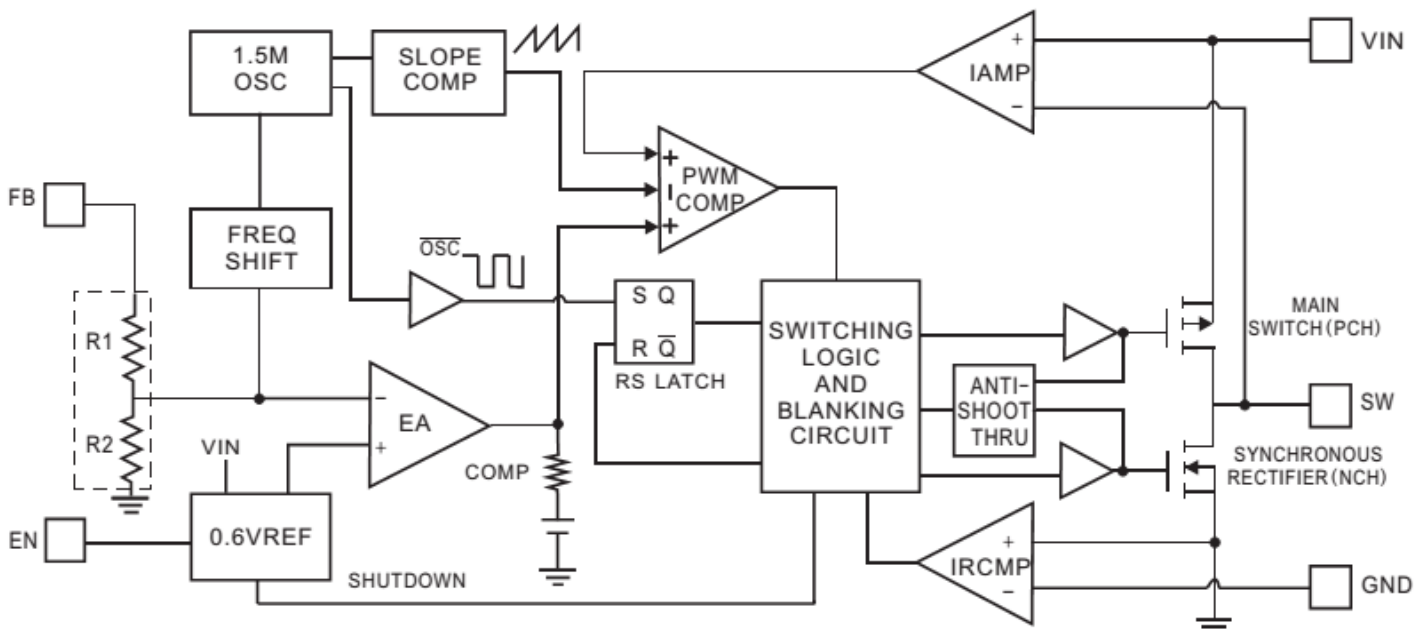 1.5M
OSC
SLOPE
COMP
+
IAMP
−
VIN
FB
FREQ
SHIFT
+
PWM
COMP
+
OSC
R1
R2
S Q
R Q
RS LATCH
SWITCHING
LOGIC
AND
BLANKING
CIRCUIT
MAIN
SWITCH(PCH)
ANTI-
SHOOT
THRU
SW
−
EA
+
VIN
COMP
SYNCHRONOUS
RECTIFIER(NCH)
EN
0.6VREF
SHUTDOWN
+
IRCMP
−
GND